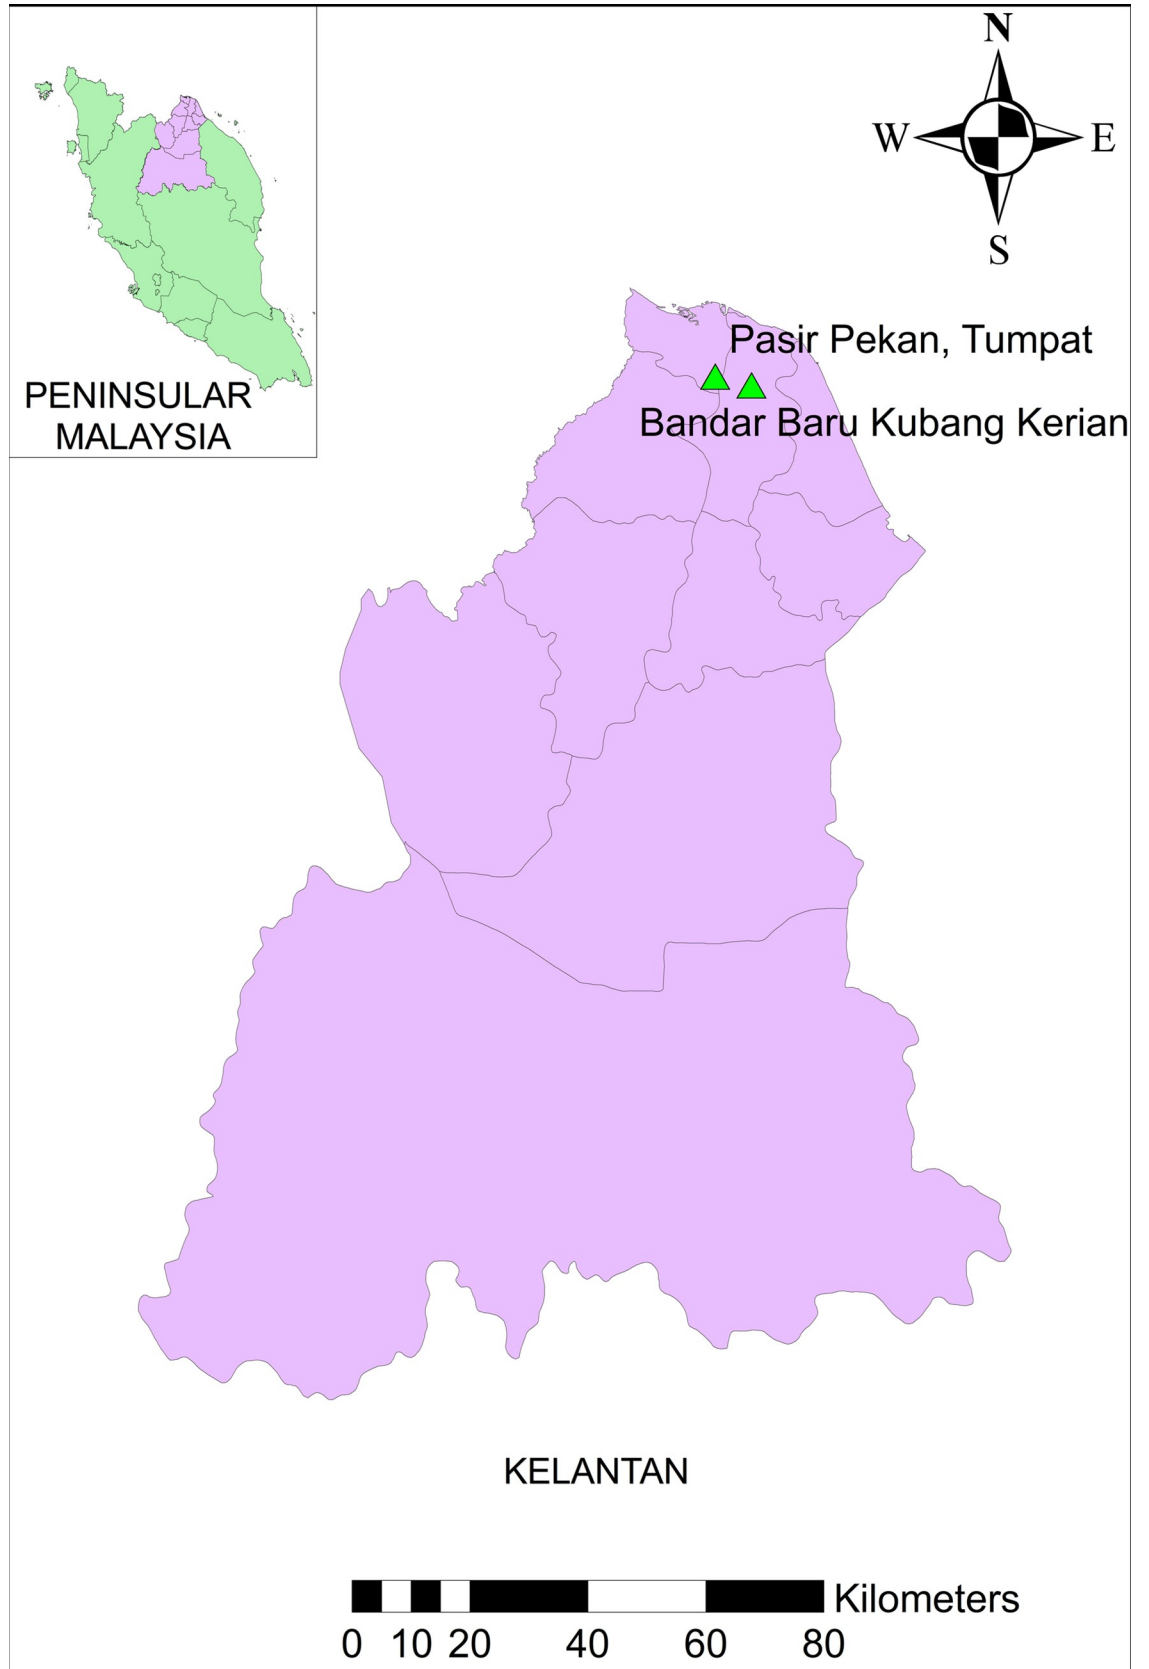 N
W E
S
PENINSULAR
MALAYSIA
Pasir Pekan, Tumpat
Bandar Baru Kubang Kerian
KELANTAN
Kilometers
0 10 20 40 60 80